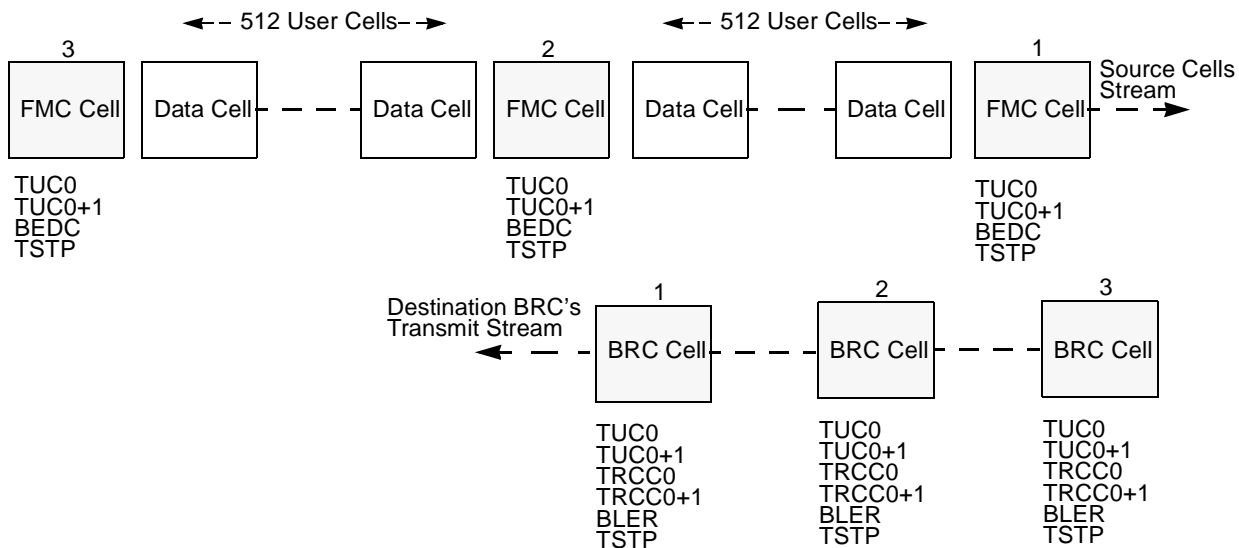 512 User Cells
512 User Cells
3
2
1
FMC Cell
Data Cell
Data Cell
FMC Cell
Data Cell
Data Cell
FMC Cell
Source Cells
Stream
TUC0
TUC0+1
BEDC
TSTP
TUC0
TUC0+1
BEDC
TSTP
TUC0
TUC0+1
BEDC
TSTP
Destination BRC's
Transmit Stream
1
2
3
BRC Cell
BRC Cell
BRC Cell
TUC0
TUC0+1
TRCC0
TRCC0+1
BLER
TSTP
TUC0
TUC0+1
TRCC0
TRCC0+1
BLER
TSTP
TUC0
TUC0+1
TRCC0
TRCC0+1
BLER
TSTP